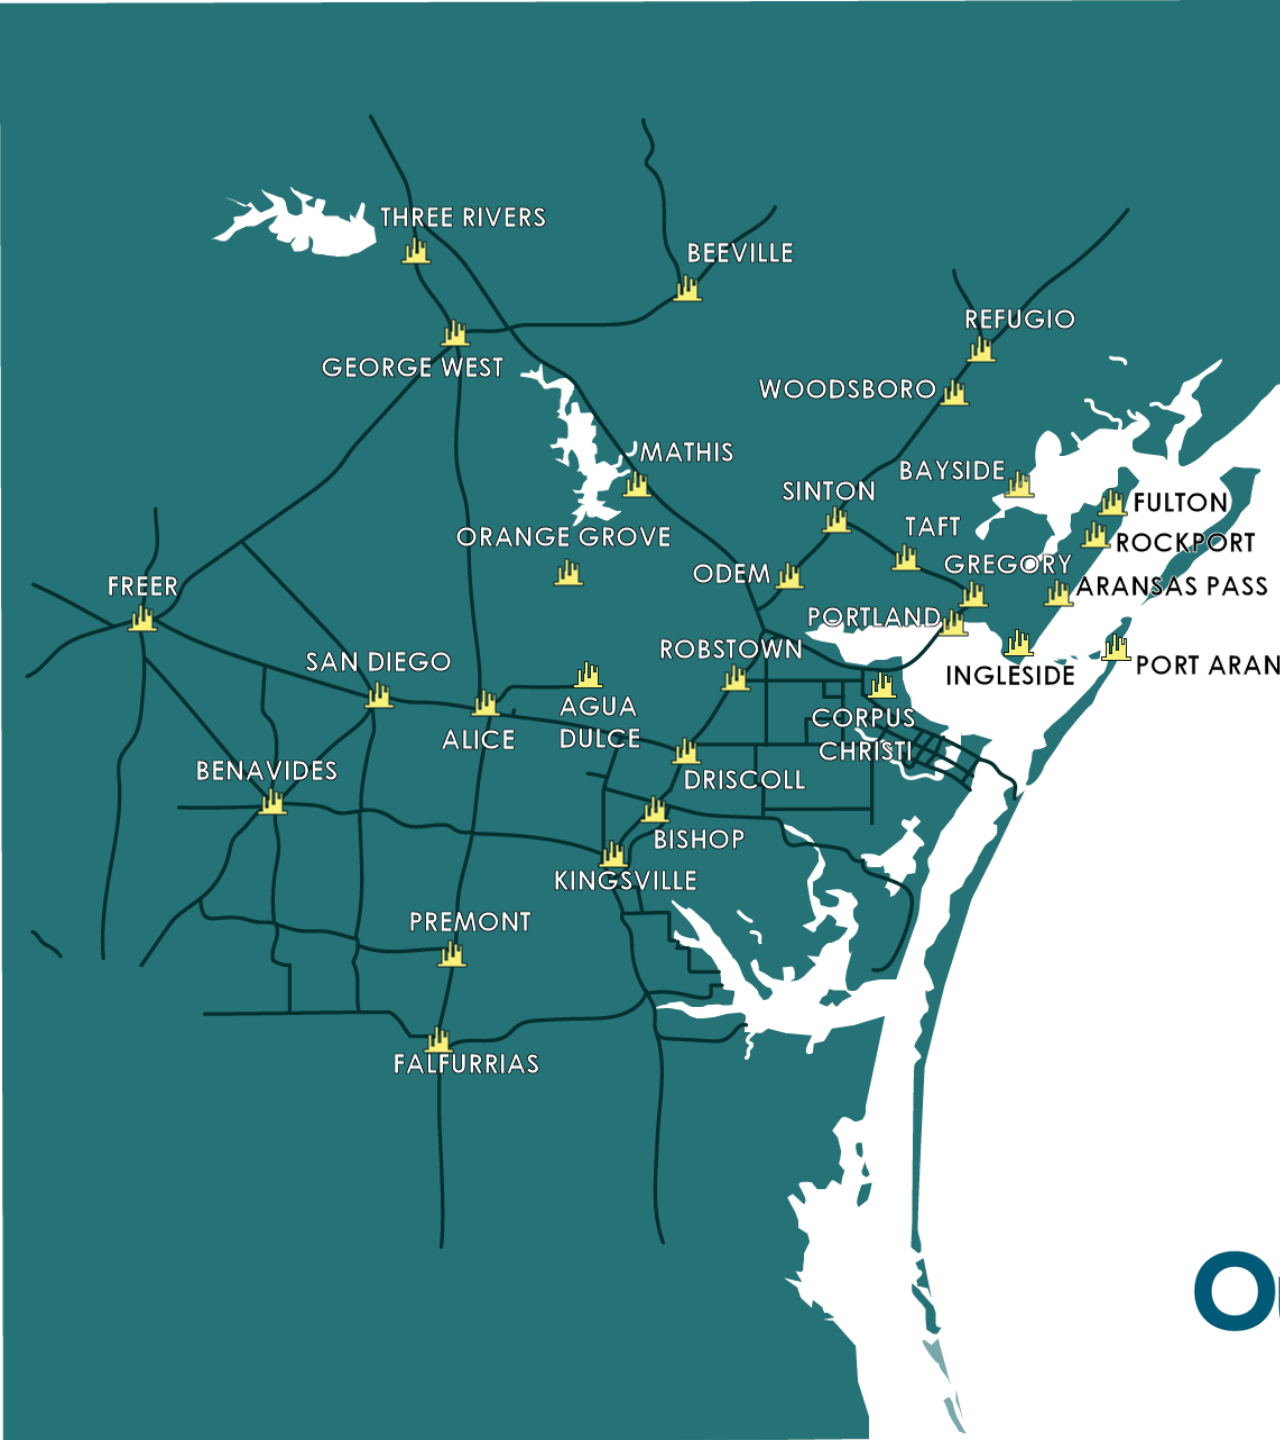 THREE RIVERS
BEEVILLE
REFUGIO
GEORGE WEST
WOODSBORO
MATHIS
BAYSIDE
SINTON
FULTON
TAFT
ORANGE GROVE
ROCKPORT
GREGORY
ODEM
FREER
ARANSAS PASS
PORTLAND
ROBSTOWN
SAN DIEGO
PORT ARAN
INGLESIDE
AGUA
DULCE
CORPUS
CHRISTI
ALICE
BENAVIDES
DRISCOLL
BISHOP
KINGSVILLE
PREMONT
FALFURRIAS